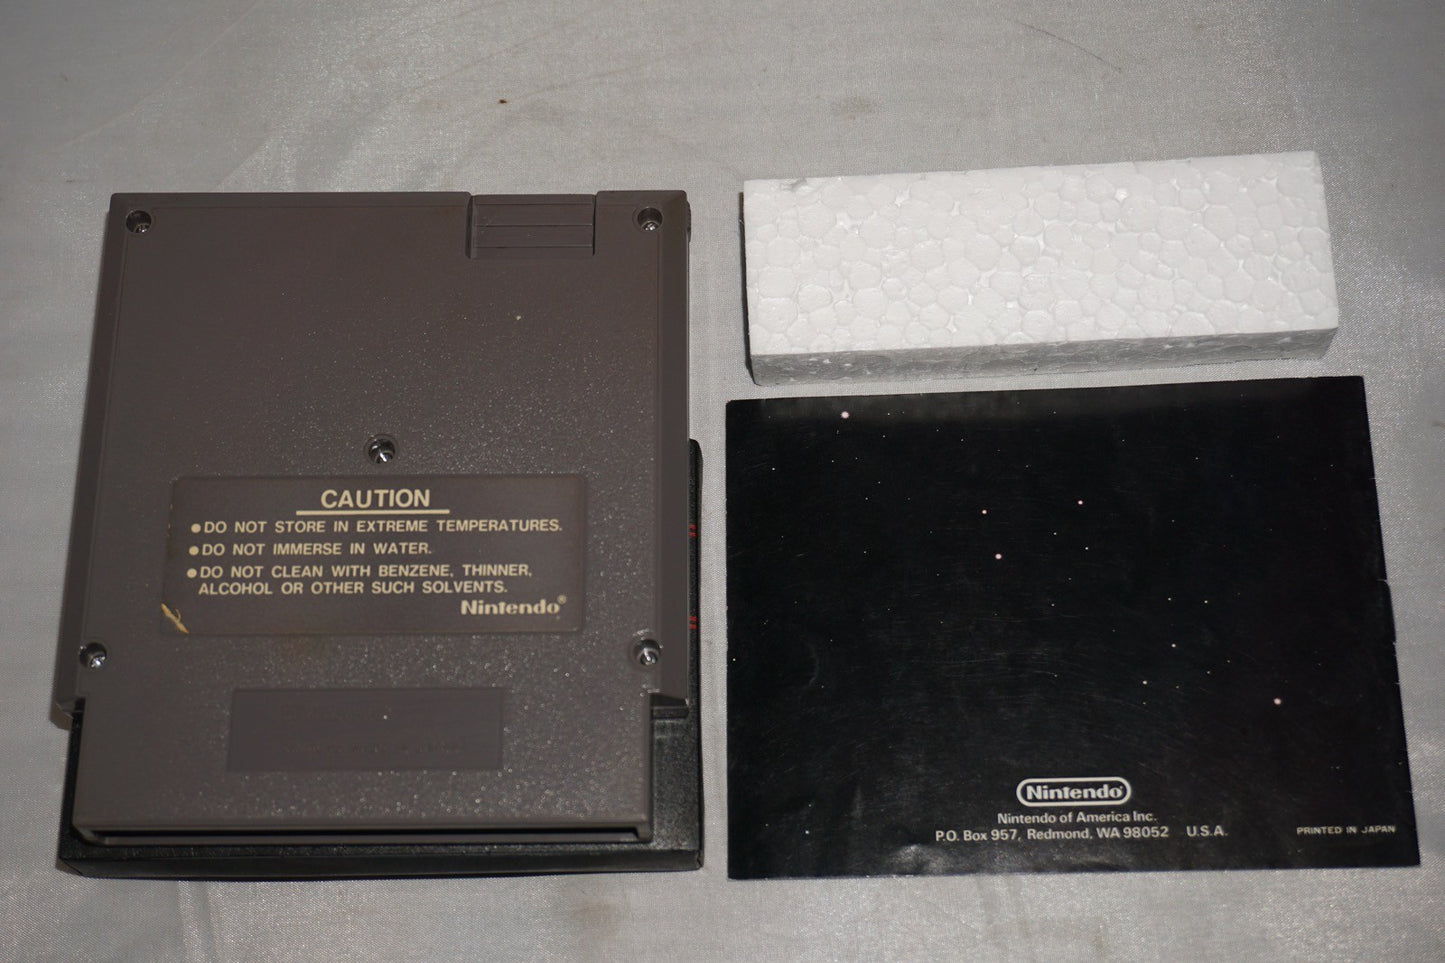 CAUTION
●DO NOT STORE IN EXTREME TEMPERATURES.
●DO NOT IMMERSE IN WATER.
●DO NOT CLEAN WITH BENZENE, THINNER,
ALCOHOL OR OTHER SUCH SOLVENTS.
Nintendo®
Nintendo®
Nintendo of America Inc.
P.O. Box 957, Redmond, WA 98052 U.S.A.
PRINTED IN JAPAN